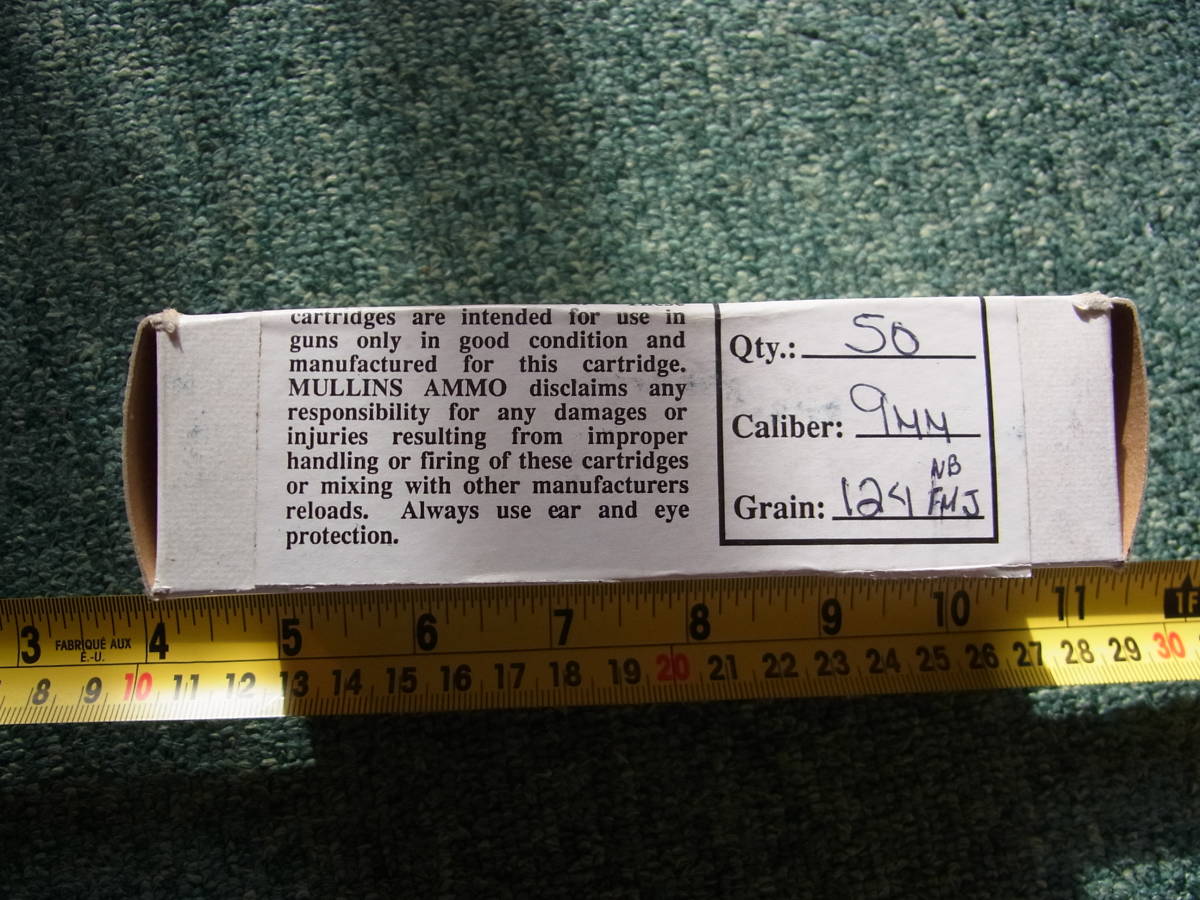 cartridges are intended for use in
guns only in good condition and
manufactured for this cartridge.
MULLINS AMMO disclaims any
responsibility for any damages or
injuries resulting from improper
handling or firing of these cartridges
or mixing with other manufacturers
reloads. Always use ear and eye
protection.
Qty.: 50
Caliber: 9MM
NB
Grain: 124 FMJ
3 FABRIQUÉ AUX 4 5 6 7 8 9 10 11 1F
É.-U.
8 9 10 11 12 13 14 15 16 17 18 19 20 21 22 23 24 25 26 27 28 29 30